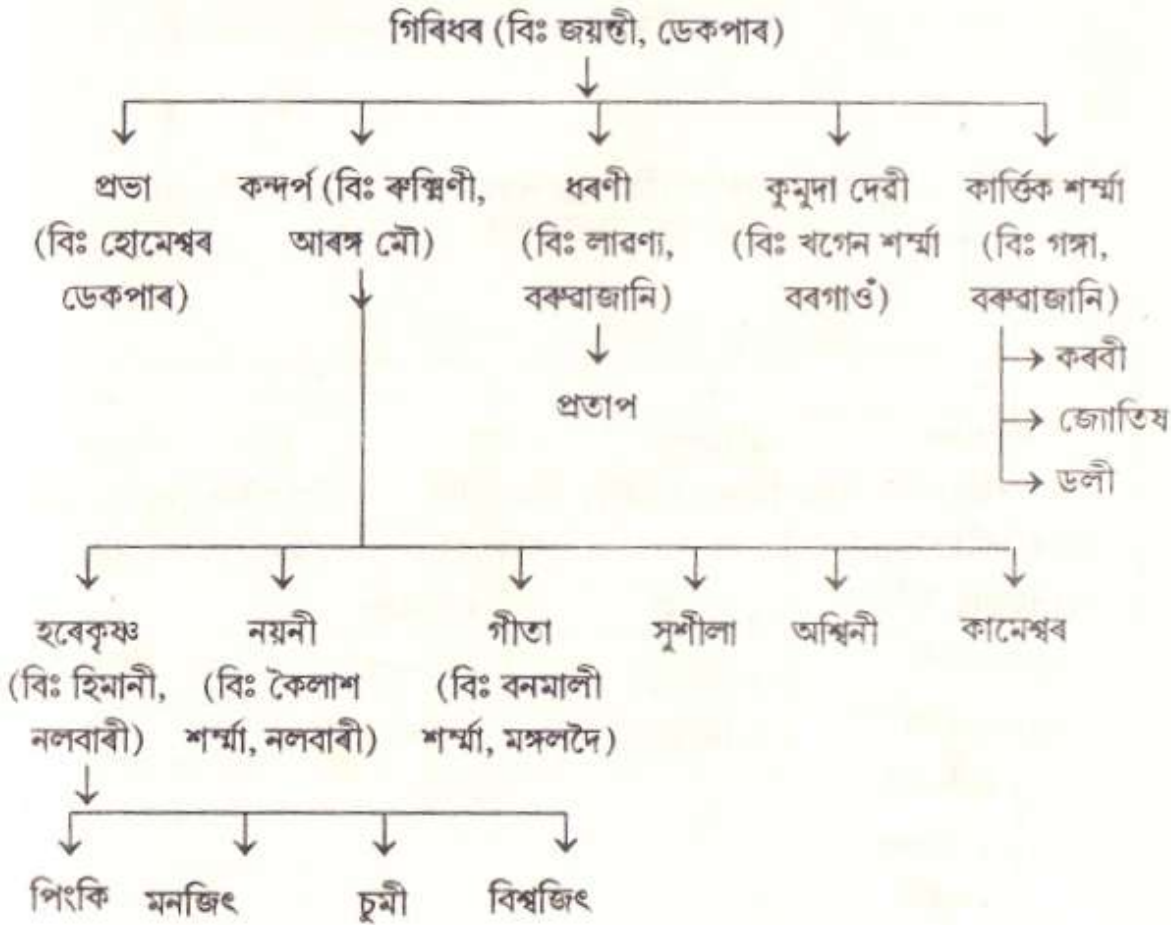 গিৰিধৰ (বিঃ জয়ন্তী, ডেকপাৰ)
প্ৰভা কন্দৰ্প (বিঃ ৰুক্মিণী, ধৰণী কুমুদা দেৱী কাৰ্ত্তিক শৰ্ম্মা
(বিঃ হোমেশ্বৰ আৰঙ্গ মৌ) (বিঃ লাৱণ্য, (বিঃ খগেন শৰ্ম্মা (বিঃ গঙ্গা,
ডেকপাৰ) বৰুৱাজানি) বৰগাওঁ) বৰুৱাজানি)
কৰবী
প্ৰতাপ জ্যোতিষ
ডলী
হৰেকৃষ্ণ নয়নী গীতা সুশীলা অশ্বিনী কামেশ্বৰ
(বিঃ হিমানী, (বিঃ কৈলাশ (বিঃ বনমালী
নলবাৰী) শৰ্ম্মা, নলবাৰী) শৰ্ম্মা, মঙ্গলদৈ)
পিংকি মনজিৎ চুমী বিশ্বজিৎ